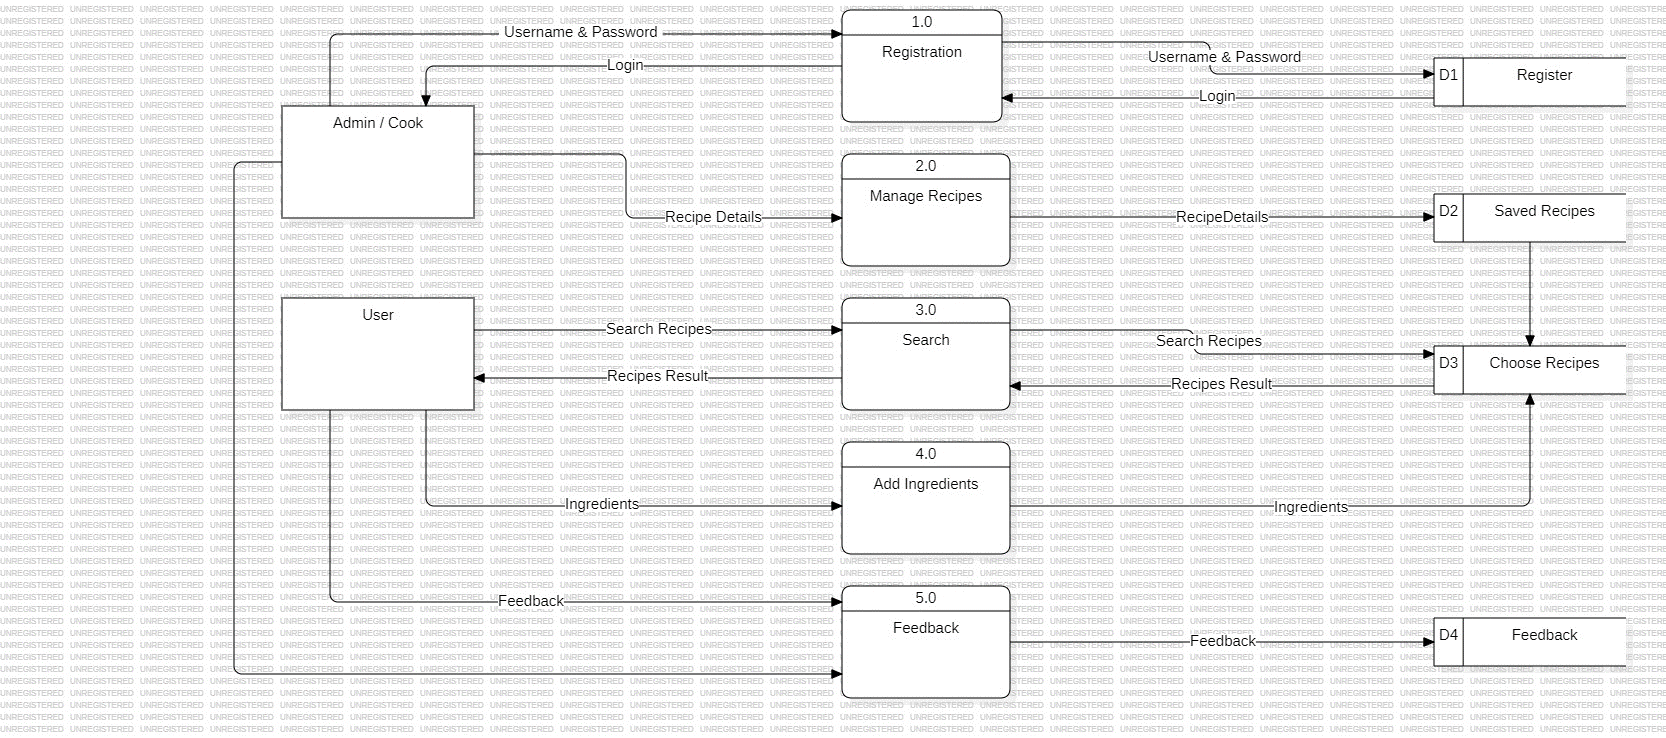 1.0
Username & Password
Registration
Username & Password
Login
D1
Register
Login
Admin / Cook
2.0
Manage Recipes
D2
Saved Recipes
Recipe Details
RecipeDetails
3.0
User
Search Recipes
Search
Search Recipes
D3
Choose Recipes
Recipes Result
Recipes Result
4.0
Add Ingredients
Ingredients
Ingredients
5.0
Feedback
Feedback
D4
Feedback
Feedback
UNREGISTERED